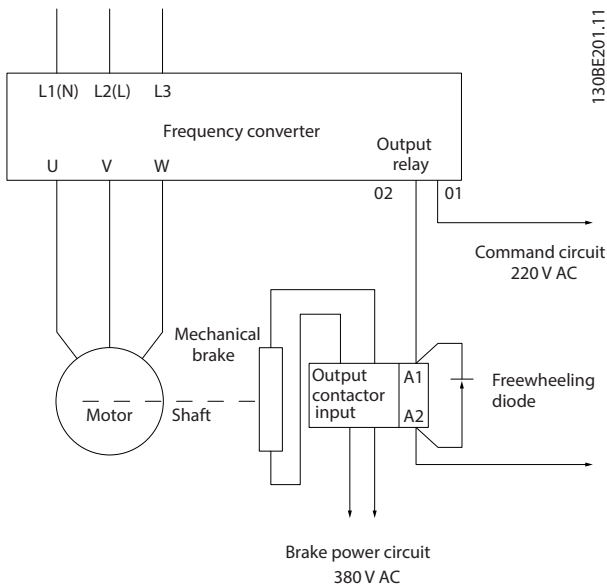 130BE201.11
L1(N) L2(L) L3
Frequency converter
Output
relay
U V W
02 01
Command circuit
220 V AC
Mechanical
brake
Output
contactor
input
A1
A2
Freewheeling
diode
Motor Shaft
Brake power circuit
380 V AC